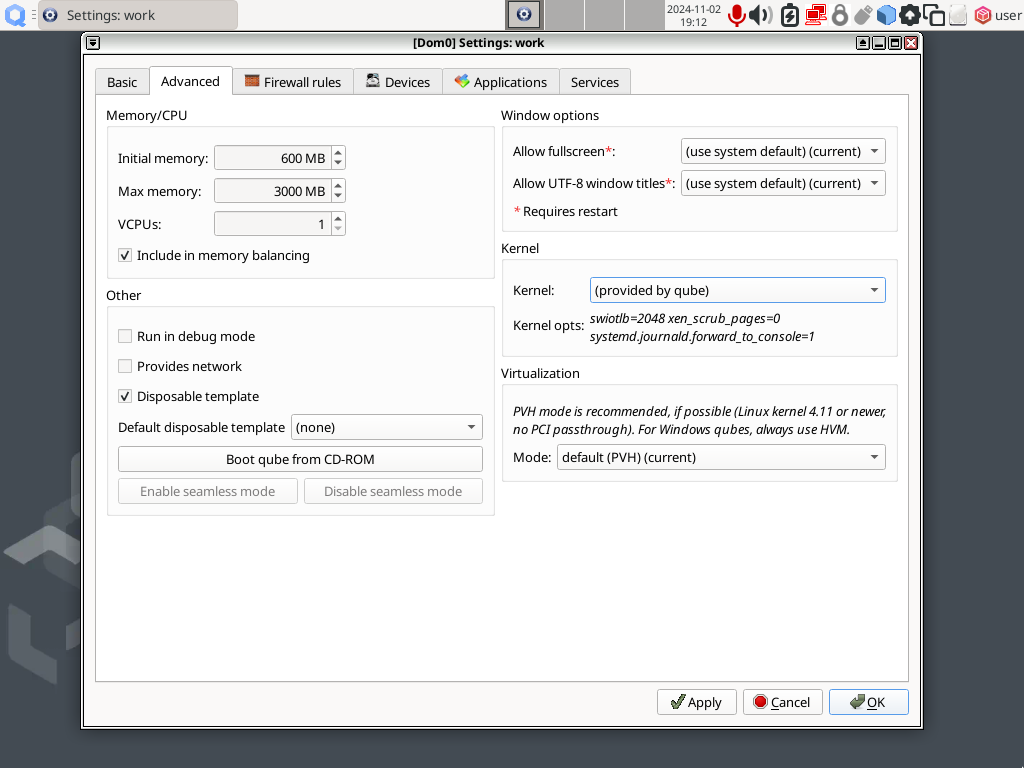 Settings: work
2024-11-02
19:12
user
[Dom0] Settings: work
Basic
Advanced
Firewall rules
Devices
Applications
Services
Memory/CPU
Initial memory:
600 MB
Max memory:
3000 MB
VCPUs:
1
Include in memory balancing
Other
Run in debug mode
Provides network
Disposable template
Default disposable template
(none)
Boot qube from CD-ROM
Enable seamless mode
Disable seamless mode
Window options
Allow fullscreen*:
(use system default) (current)
Allow UTF-8 window titles*:
(use system default) (current)
* Requires restart
Kernel
Kernel:
(provided by qube)
Kernel opts:
swiotlb=2048 xen_scrub_pages=0
systemd.journald.forward_to_console=1
Virtualization
PVH mode is recommended, if possible (Linux kernel 4.11 or newer,
no PCI passthrough). For Windows qubes, always use HVM.
Mode:
default (PVH) (current)
Apply
Cancel
OK